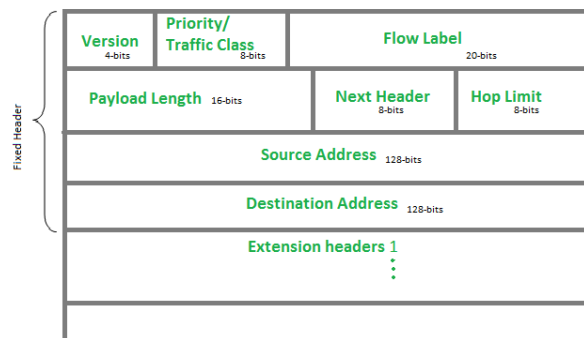 Version
4-bits
Priority/
Traffic Class
8-bits
Flow Label
20-bits
Payload Length 16-bits
Next Header
8-bits
Hop Limit
8-bits
Source Address 128-bits
Destination Address 128-bits
Extension headers 1
Fixed Header